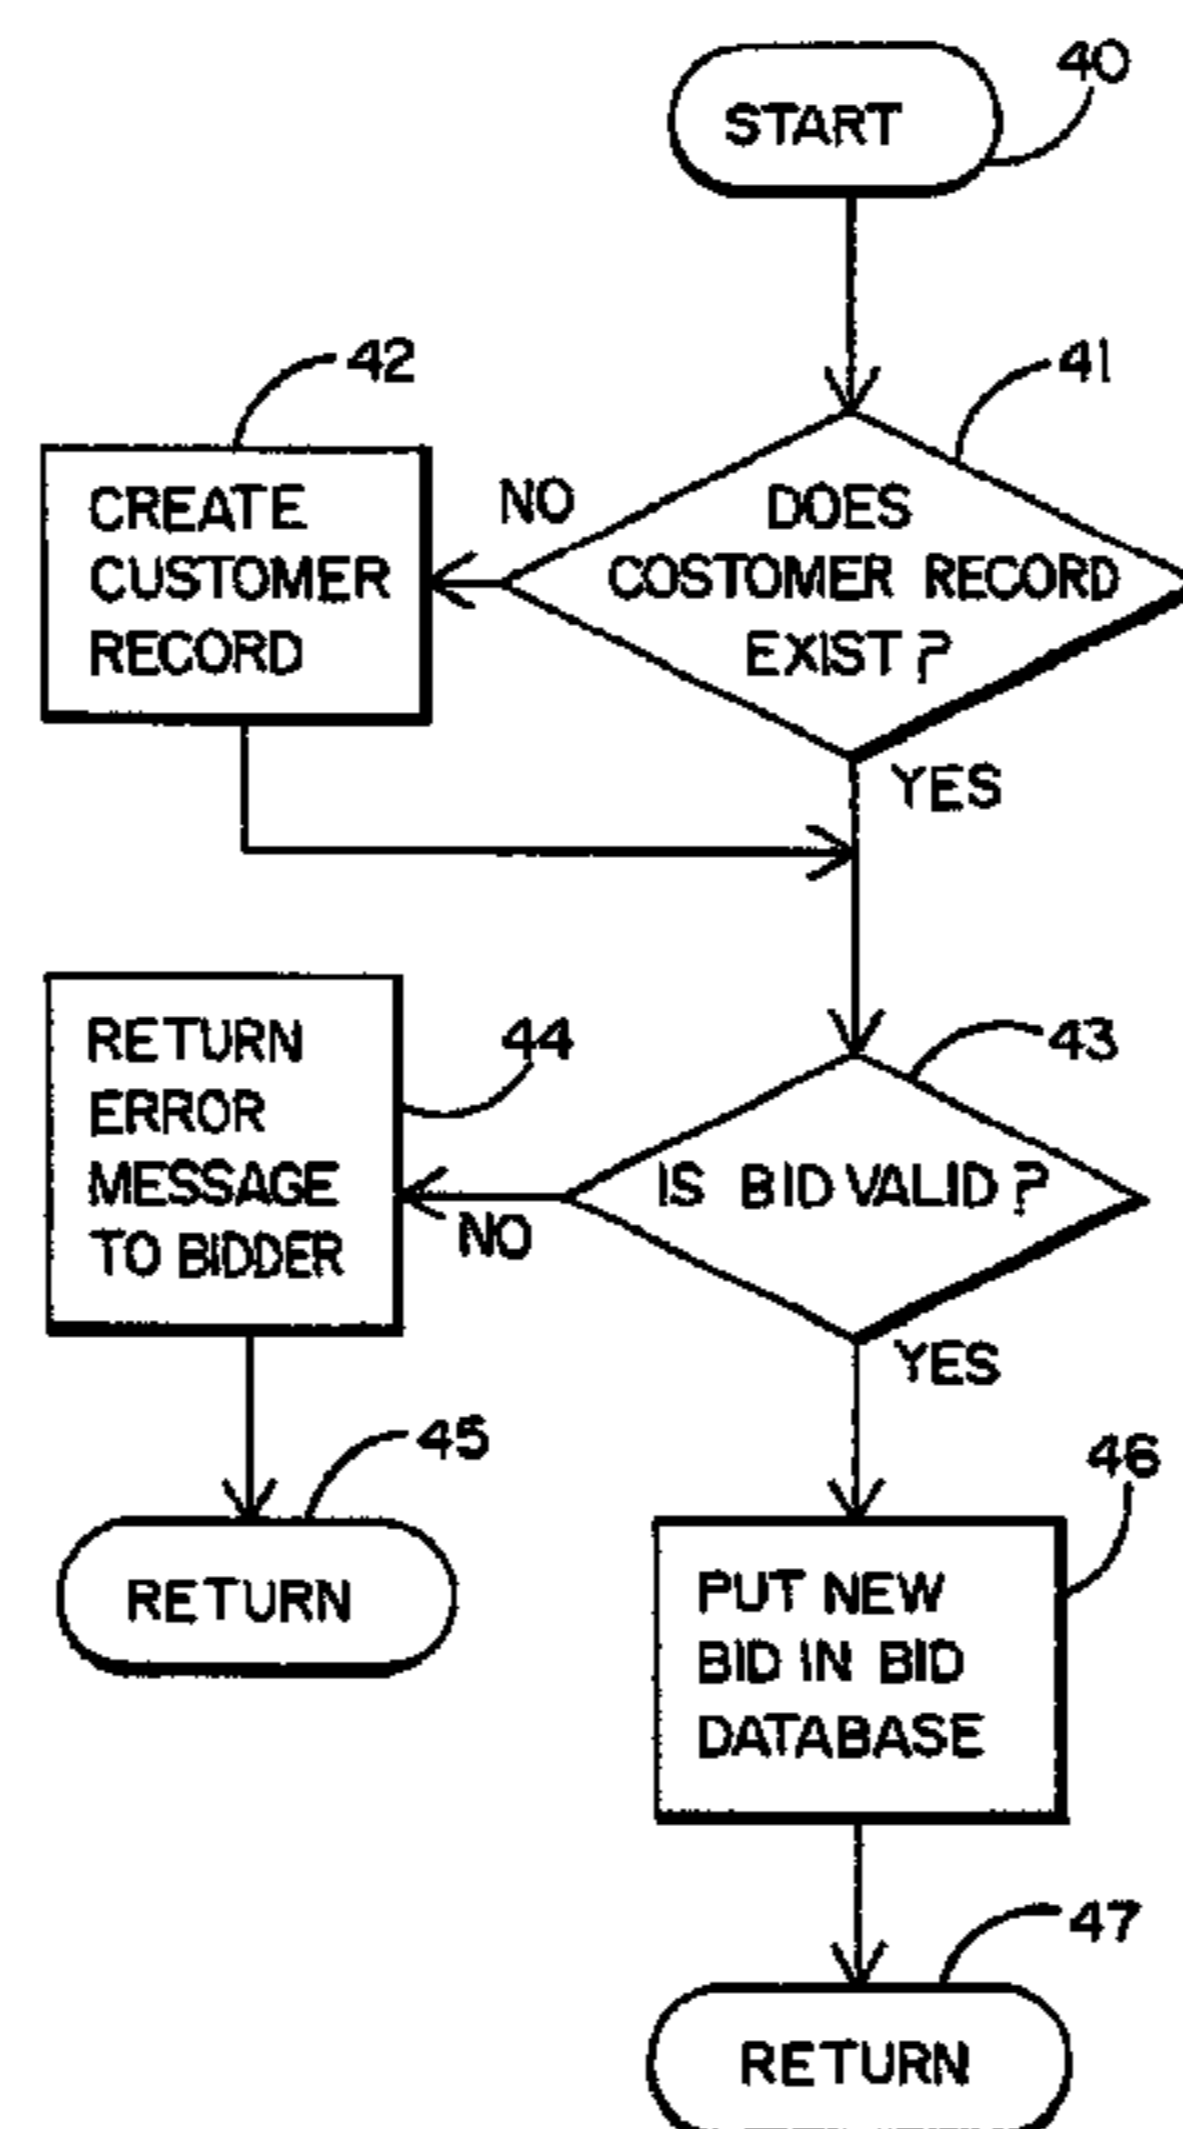 START
40
41
DOES
COSTOMER RECORD
EXIST?
NO
42
CREATE
CUSTOMER
RECORD
YES
43
IS BID VALID?
NO
44
RETURN
ERROR
MESSAGE
TO BIDDER
45
RETURN
YES
46
PUT NEW
BID IN BID
DATABASE
47
RETURN